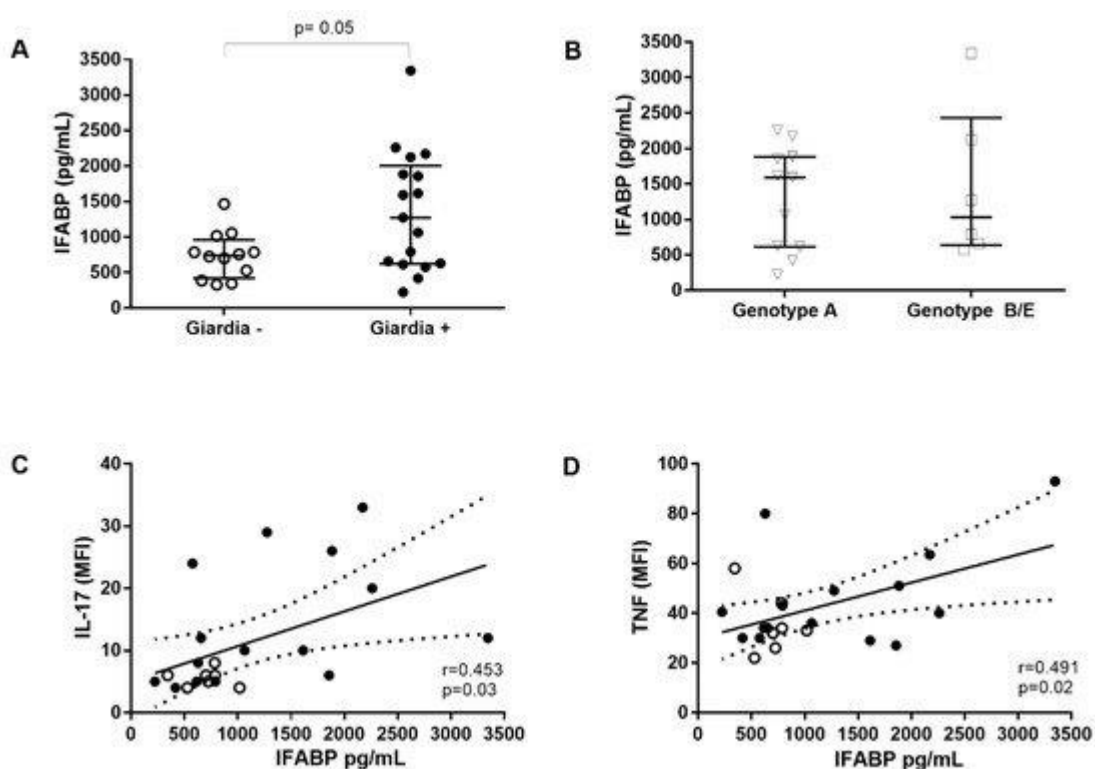 A
p= 0.05
IFABP (pg/mL)
3500
3000
2500
2000
1500
1000
500
0
Giardia -
Giardia +
B
IFABP (pg/mL)
3500
3000
2500
2000
1500
1000
500
0
Genotype A
Genotype B/E
C
IL-17 (MFI)
40
30
20
10
0
r=0.453
p=0.03
0
500
1000
1500
2000
2500
3000
3500
IFABP pg/mL
D
TNF (MFI)
100
80
60
40
20
0
r=0.491
p=0.02
0
500
1000
1500
2000
2500
3000
3500
IFABP pg/mL